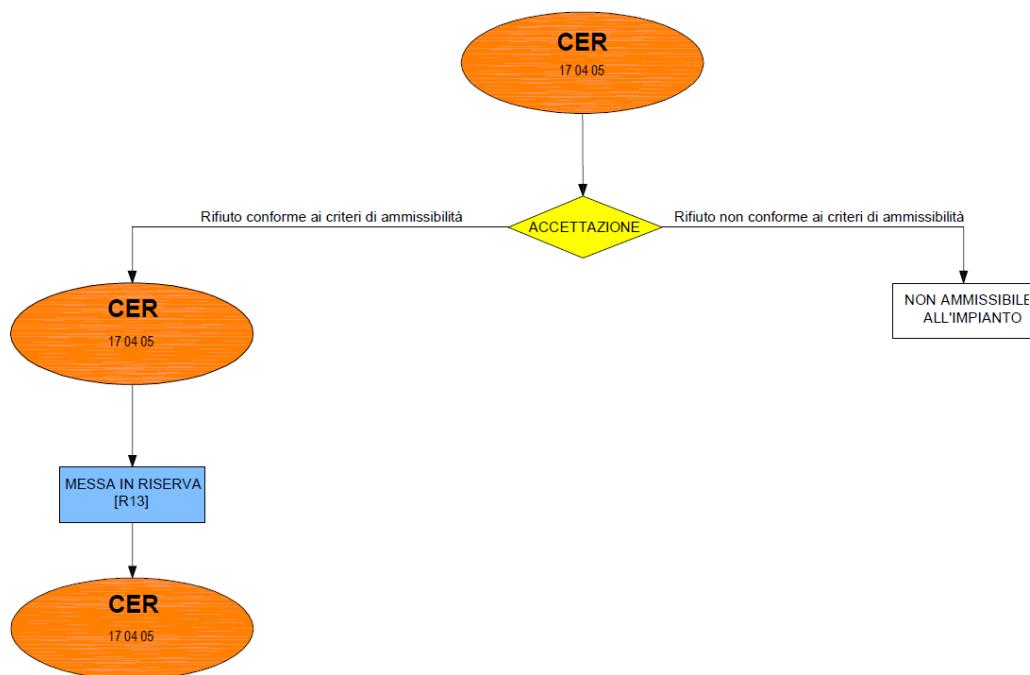 CER
17 04 05
Rifiuto conforme ai criteri di ammissibilità
ACCETTAZIONE
Rifiuto non conforme ai criteri di ammissibilità
CER
17 04 05
NON AMMISSIBILE
ALL'IMPIANTO
MESSA IN RISERVA
[R13]
CER
17 04 05